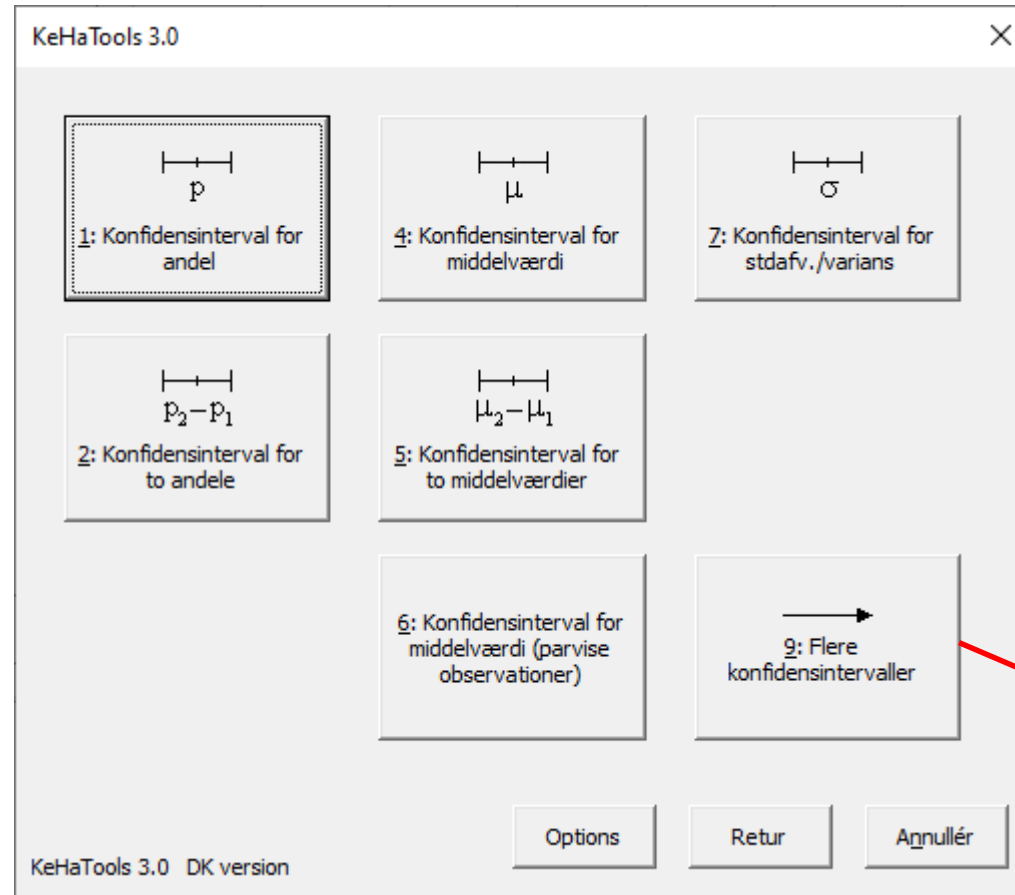 KeHaTools 3.0
p
1: Konfidensinterval for
andel
μ
4: Konfidensinterval for
middelværdi
σ
7: Konfidensinterval for
stdafv./varians
p₂−p₁
2: Konfidensinterval for
to andele
μ₂−μ₁
5: Konfidensinterval for
to middelværdier
6: Konfidensinterval for
middelværdi (parvise
observationer)
9: Flere
konfidensintervaller
Options
Retur
Annullér
KeHaTools 3.0 DK version